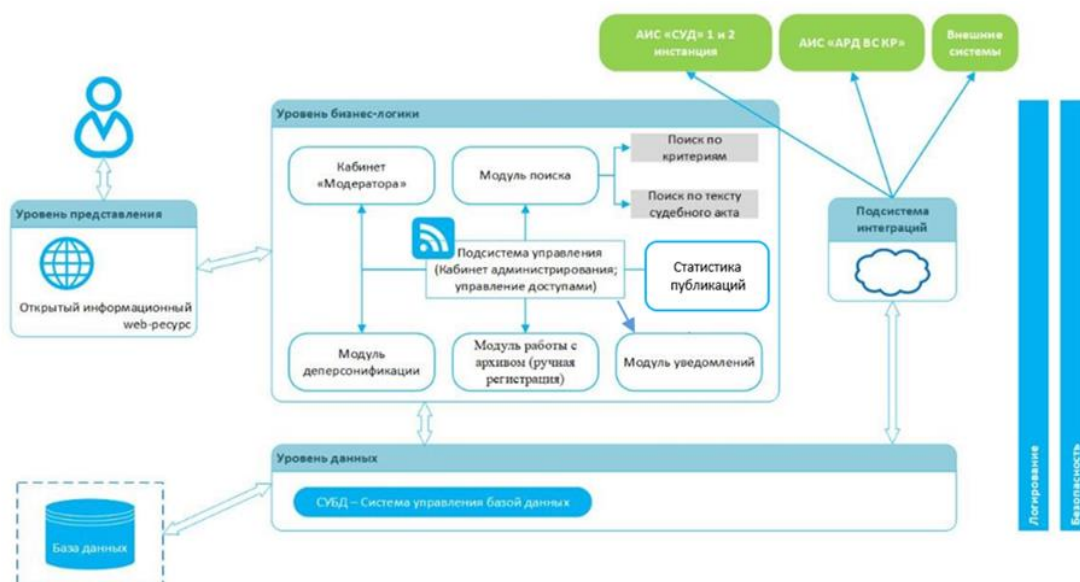 АИС «СУД» 1 и 2
инстанция
АИС «АРД ВС КР»
Внешние
системы
Уровень бизнес-логики
Кабинет
«Модератора»
Модуль поиска
Поиск по
критериям
Поиск по тексту
судебного акта
Уровень представления
Открытый информационный
web-ресурс
Подсистема управления
(Кабинет администрирования;
управление доступами)
Статистика
публикаций
Подсистема
интеграций
Модуль
деперсонификации
Модуль работы с
архивом (ручная
регистрация)
Модуль уведомлений
Уровень данных
СУБД – Система управления базой данных
База данных
Логирование
Безопасность